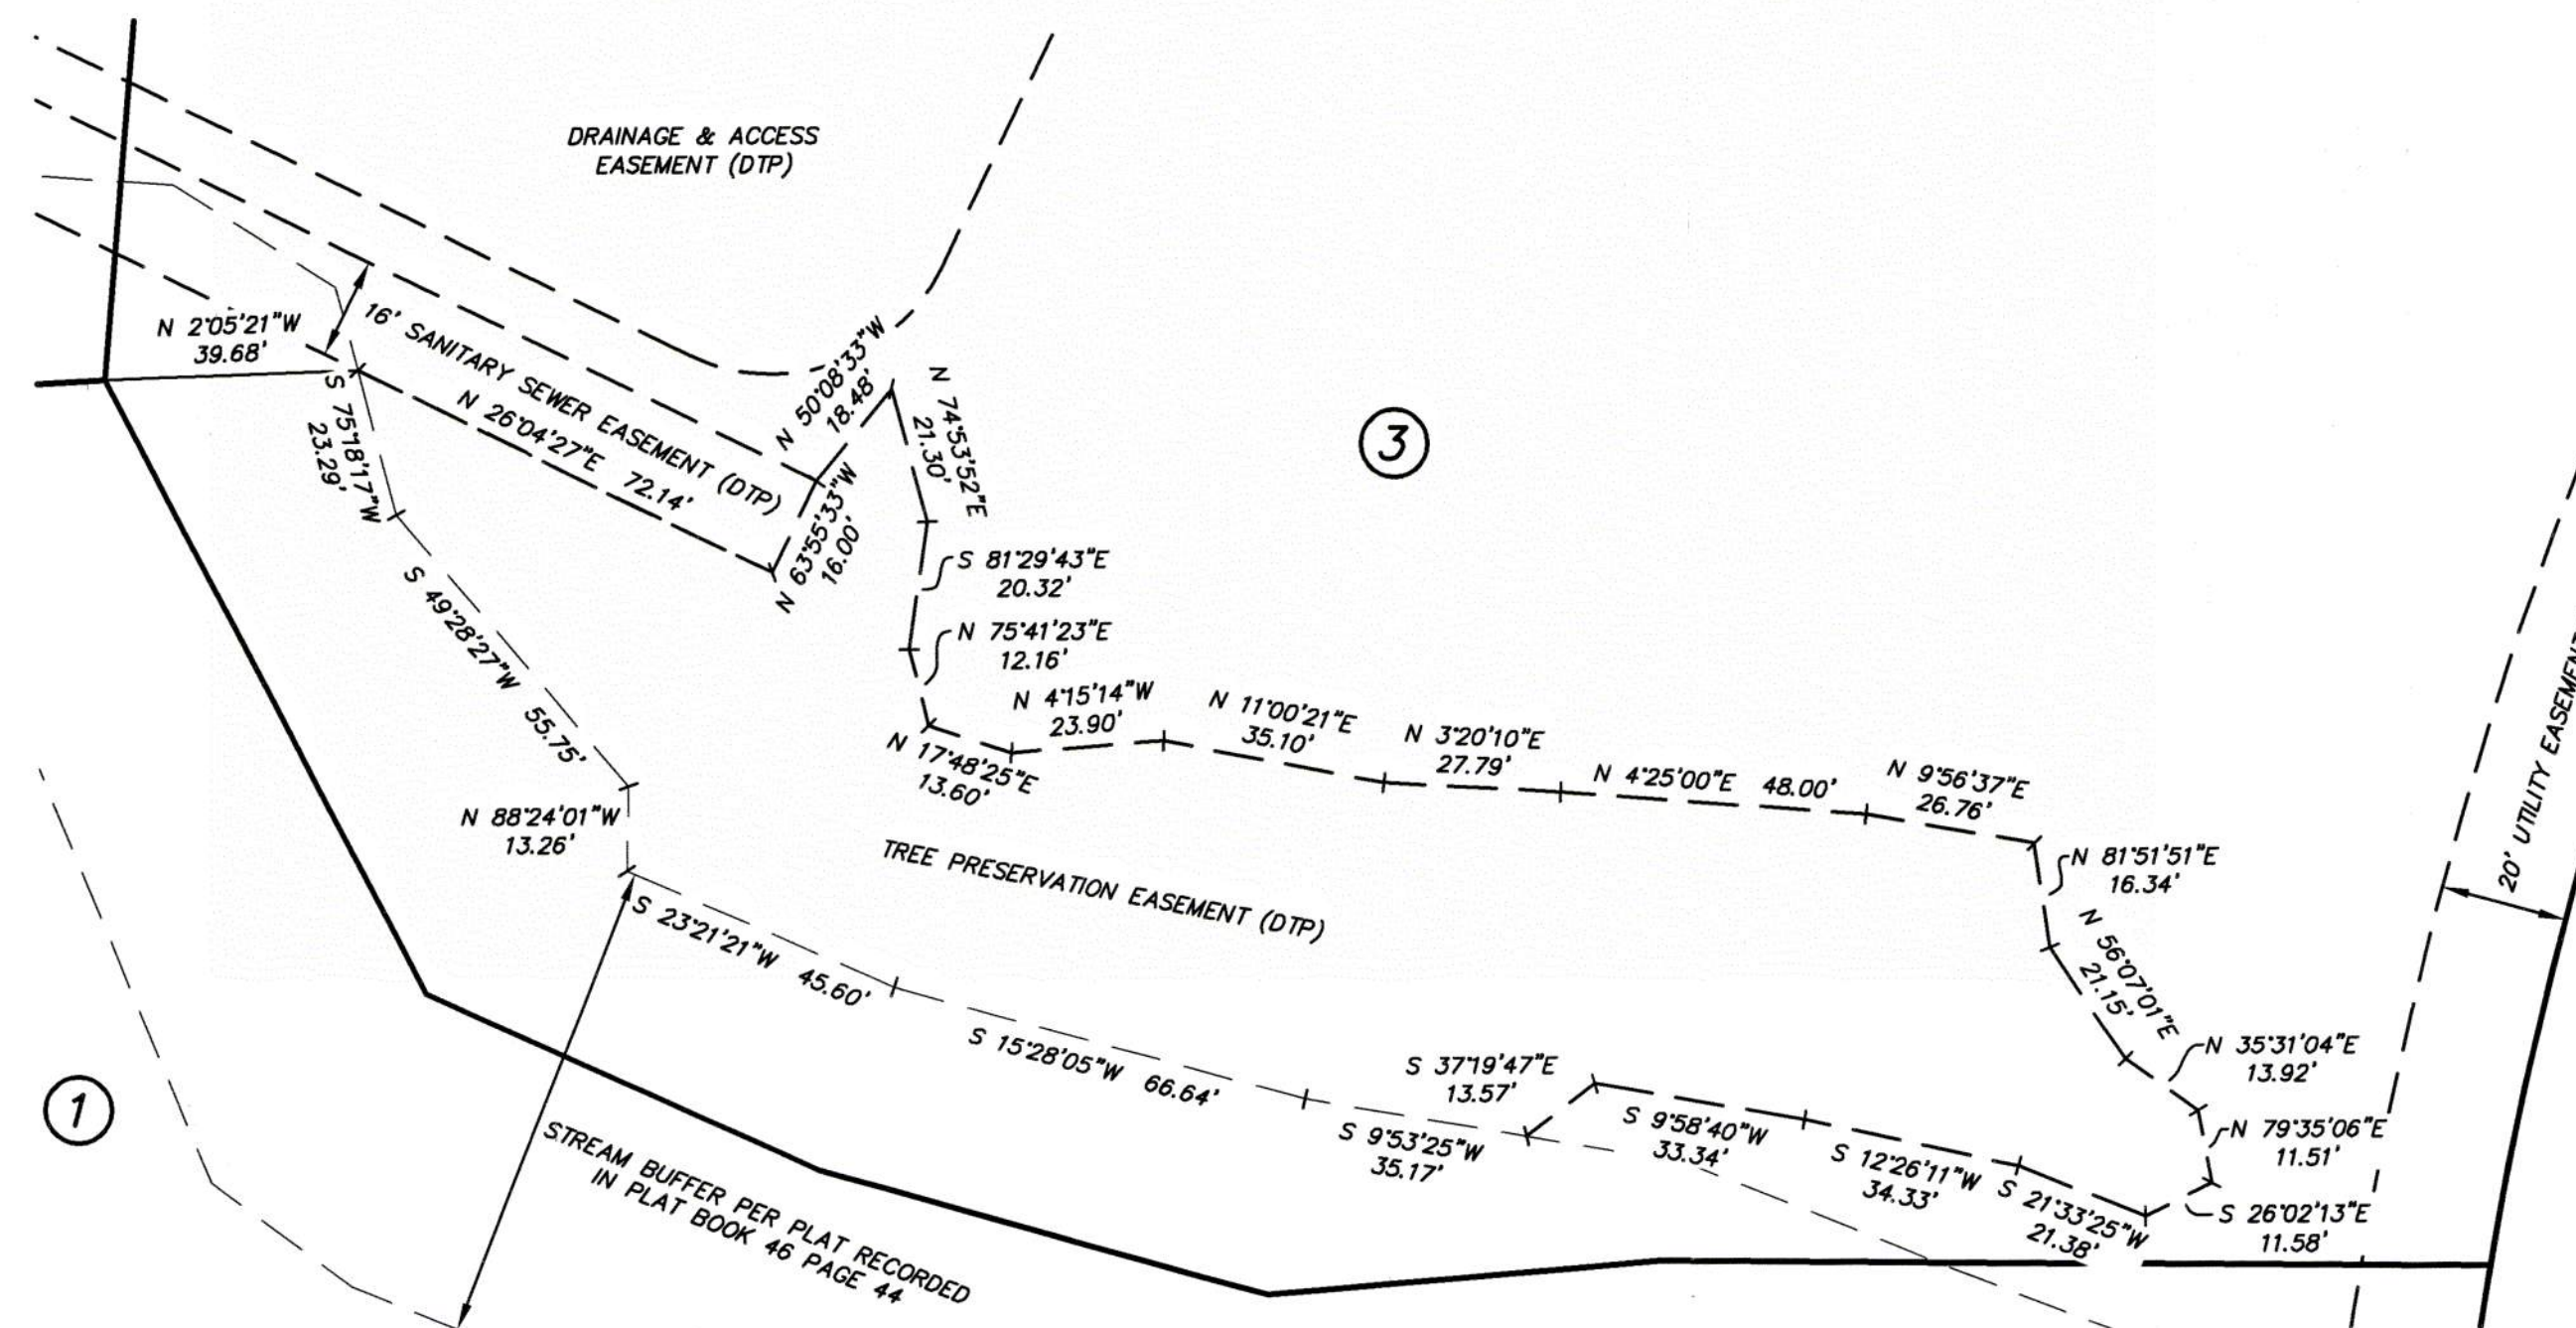 DRAINAGE & ACCESS
EASEMENT (DTP)
N 2°05'21"W
39.68'
16' SANITARY SEWER EASEMENT (DTP)
N 26°04'27"E 72.14'
S 75°18'17"W
23.29'
N 50°08'33"W
18.48'
N 74°53'52"E
21.30'
N 63°55'33"W
16.00'
3
S 81°29'43"E
20.32'
N 75°41'23"E
12.16'
S 49°28'27"W 55.75'
N 4°15'14"W
23.90'
N 11°00'21"E
35.10'
N 3°20'10"E
27.79'
N 4°25'00"E 48.00'
N 9°56'37"E
26.76'
N 17°48'25"E
13.60'
20' UTILITY EASEMENT
N 88°24'01"W
13.26'
TREE PRESERVATION EASEMENT (DTP)
N 81°51'51"E
16.34'
S 23°21'21"W 45.60'
N 56°07'01"E
21.15'
S 15°28'05"W 66.64'
S 37°19'47"E
13.57'
N 35°31'04"E
13.92'
1
S 9°53'25"W
35.17'
S 9°58'40"W
33.34'
S 12°26'11"W
34.33'
S 21°33'25"W
21.38'
N 79°35'06"E
11.51'
S 26°02'13"E
11.58'
STREAM BUFFER PER PLAT RECORDED
IN PLAT BOOK 46 PAGE 44